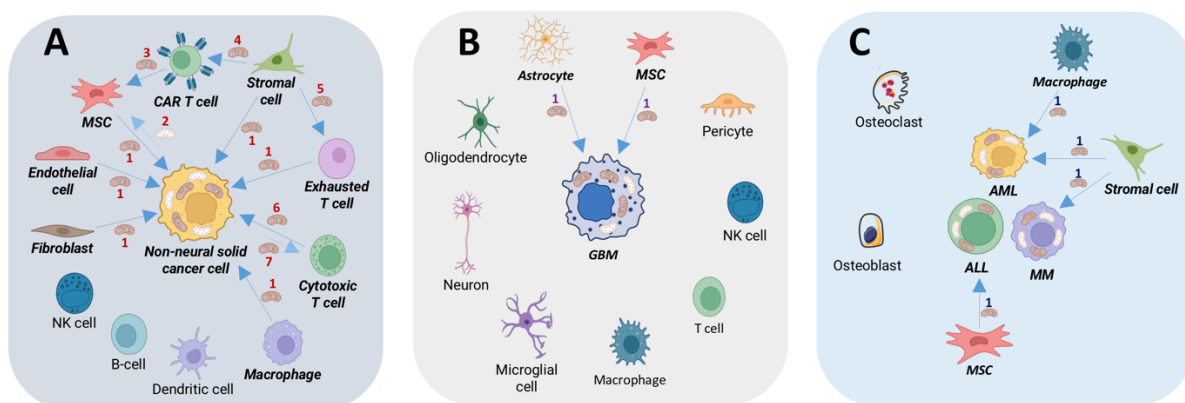 A
3
4
CAR T cell
Stromal
cell
MSC
2
5
1
1
1
Endothelial
cell
1
Exhausted
T cell
Fibroblast
1
6
Non-neural solid
cancer cell
7
Cytotoxic
T cell
1
NK cell
B-cell
Dendritic cell
Macrophage
B
Astrocyte
MSC
1
1
Pericyte
Oligodendrocyte
NK cell
GBM
Neuron
T cell
Microglial
cell
Macrophage
C
Macrophage
Osteoclast
1
1
AML
1
Stromal cell
Osteoblast
ALL
MM
1
MSC